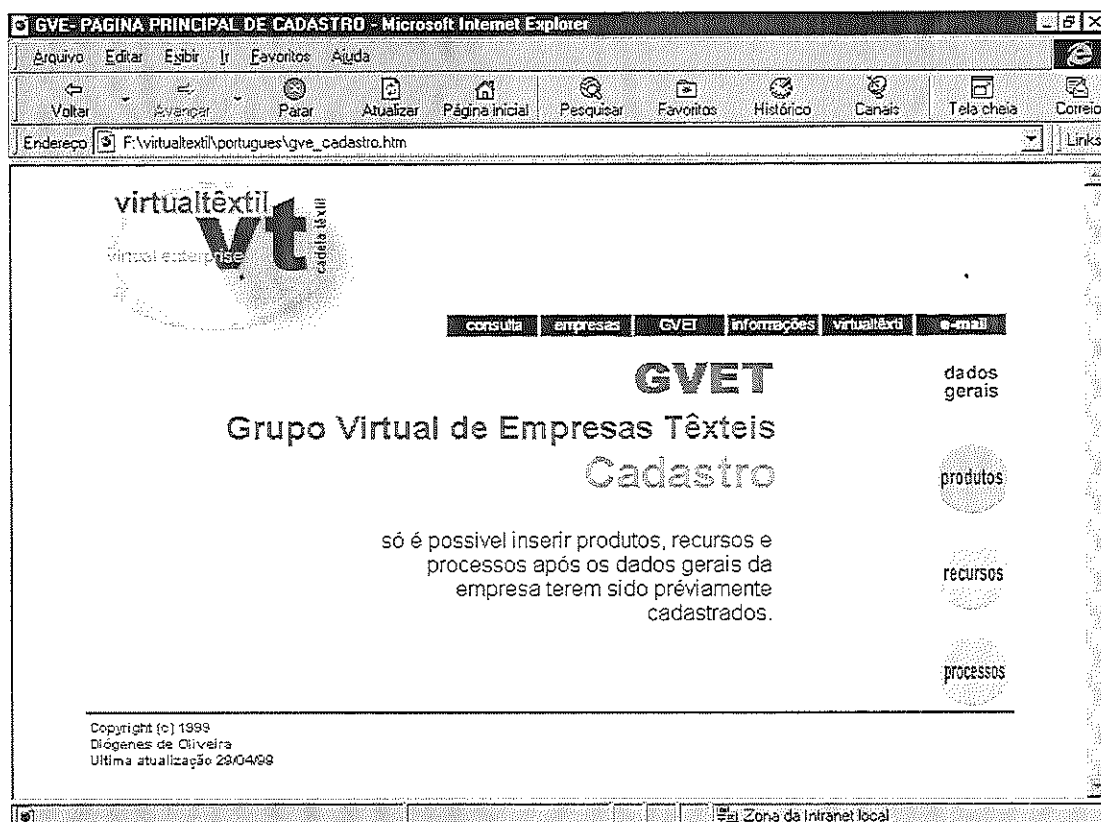 GVE- PAGINA PRINCIPAL DE CADASTRO - Microsoft Internet Explorer
Arquivo Editar Exibir Ir Favoritos Ajuda
Voltar Avançar Parar Atualizar Página inicial Pesquisar Favoritos Histórico Canais Tela cheia Correio
Endereço F:\virtualtextil\portugues\gve_cadastro.htm Links
virtualtêxtil
vt
cadeia têxtil
virtual enterprise
consulta empresas GVET informações virtualtêxti e-mail
GVET
dados
gerais
Grupo Virtual de Empresas Têxteis
Cadastro
produtos
só é possivel inserir produtos, recursos e
processos após os dados gerais da
empresa terem sido préviamente
cadastrados.
recursos
processos
Copyright (c) 1999
Diógenes de Oliveira
Ultima atualização 29/04/99
Zona da Intranet local